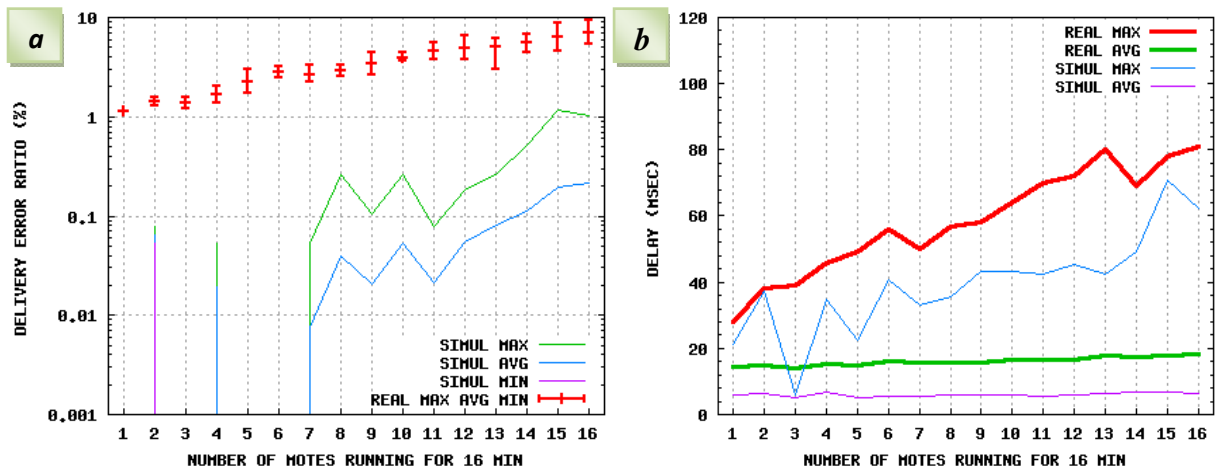 a
DELIVERY ERROR RATIO (%)
10
1
0.1
0.01
0.001
SIMUL MAX
SIMUL AVG
SIMUL MIN
REAL MAX AVG MIN
1 2 3 4 5 6 7 8 9 10 11 12 13 14 15 16
NUMBER OF MOTES RUNNING FOR 16 MIN
b
DELAY (MSEC)
120
100
80
60
40
20
0
REAL MAX
REAL AVG
SIMUL MAX
SIMUL AVG
1 2 3 4 5 6 7 8 9 10 11 12 13 14 15 16
NUMBER OF MOTES RUNNING FOR 16 MIN